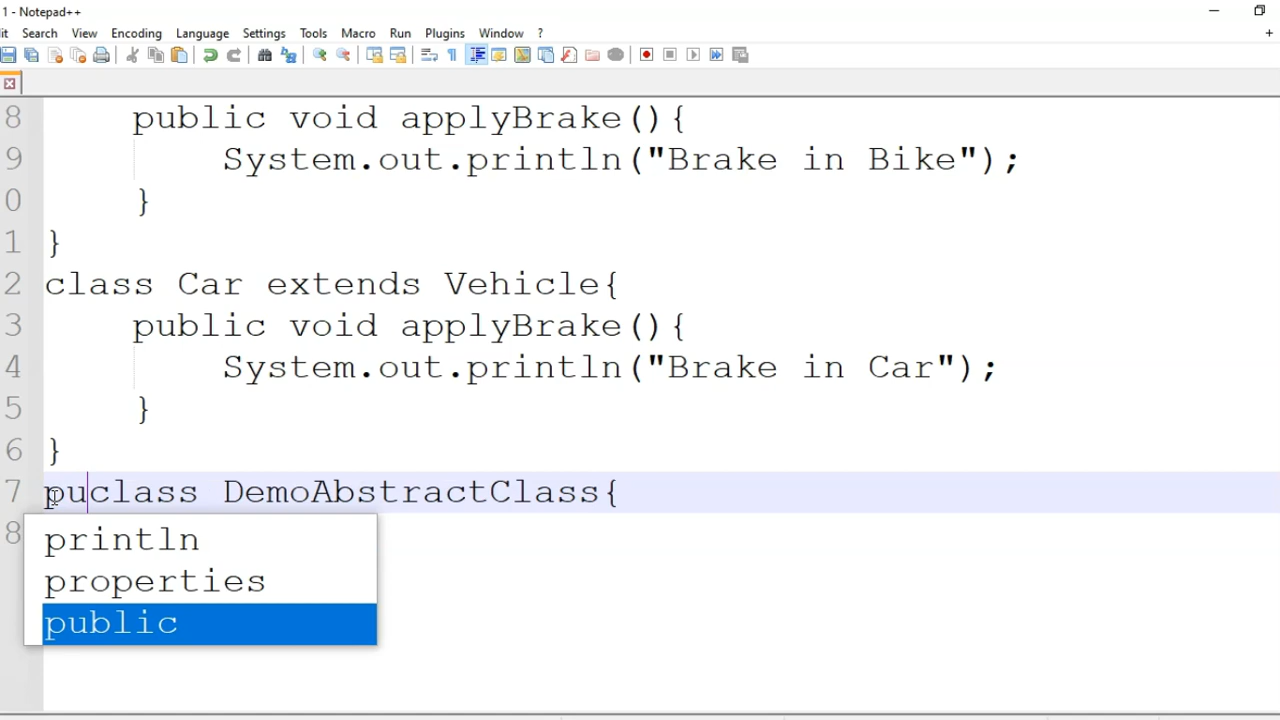 1 - Notepad++
it Search View Encoding Language Settings Tools Macro Run Plugins Window ?
8 public void applyBrake(){
9 System.out.println("Brake in Bike");
0 }
1 }
2 class Car extends Vehicle{
3 public void applyBrake(){
4 System.out.println("Brake in Car");
5 }
6 }
7 puclass DemoAbstractClass{
8
println
properties
public